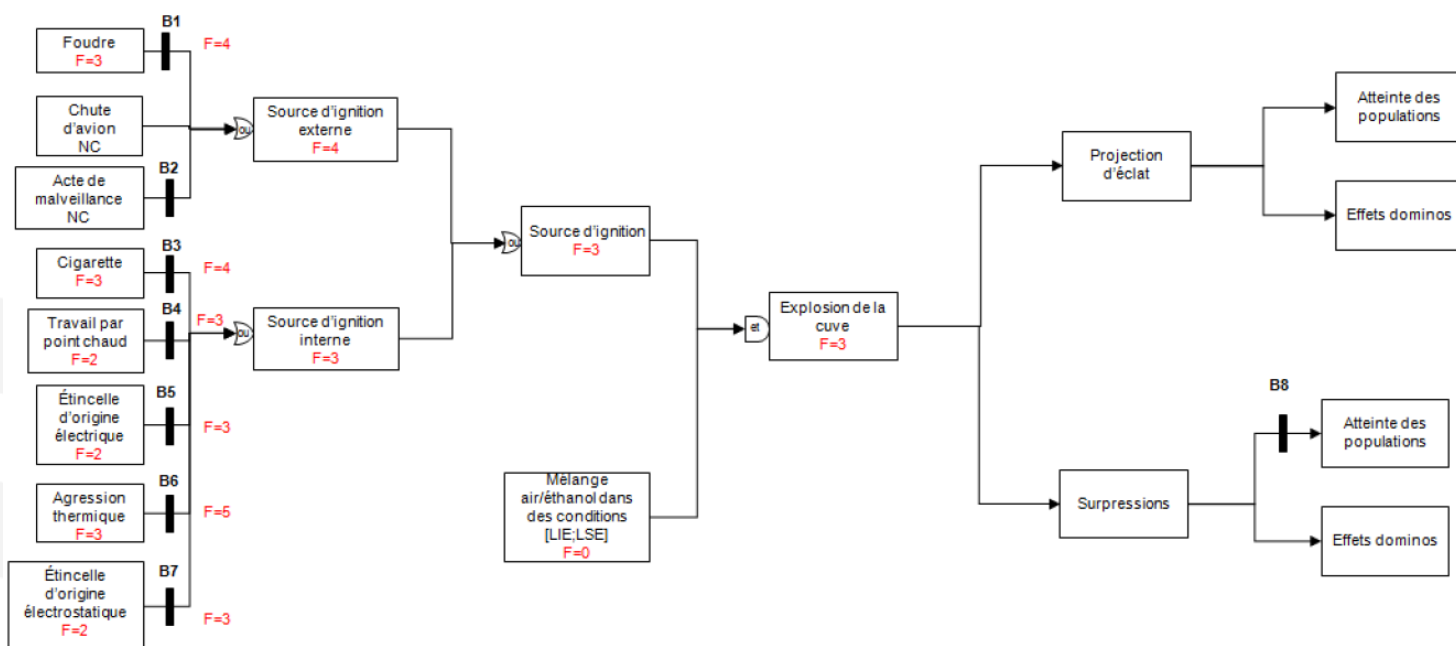 B1
Foudre
F=3
F=4
Chute
d'avion
NC
B2
Acte de
malveillance
NC
ou
Source d'ignition
externe
F=4
B3
Cigarette
F=3
F=4
B4
Travail par
point chaud
F=2
F=3
ou
Source d'ignition
interne
F=3
B5
Étincelle
d'origine
électrique
F=2
F=3
B6
Agression
thermique
F=3
F=5
B7
Étincelle
d'origine
électrostatique
F=2
F=3
ou
Source d'ignition
F=3
Mélange
air/éthanol dans
des conditions
[LIE;LSE]
F=0
et
Explosion de la
cuve
F=3
Projection
d'éclat
Atteinte des
populations
Effets dominos
Surpressions
B8
Atteinte des
populations
Effets dominos